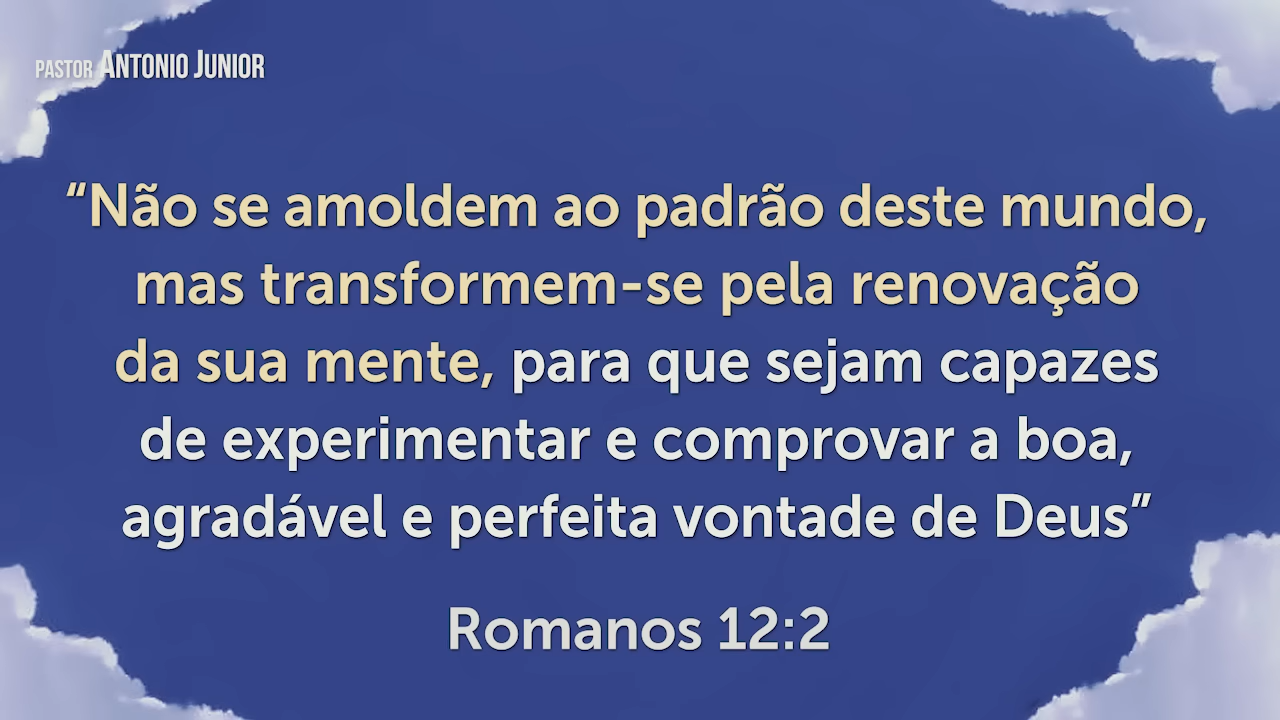 PASTOR ANTONIO JUNIOR
“Não se amoldem ao padrão deste mundo,
mas transformem-se pela renovação
da sua mente, para que sejam capazes
de experimentar e comprovar a boa,
agradável e perfeita vontade de Deus”
Romanos 12:2